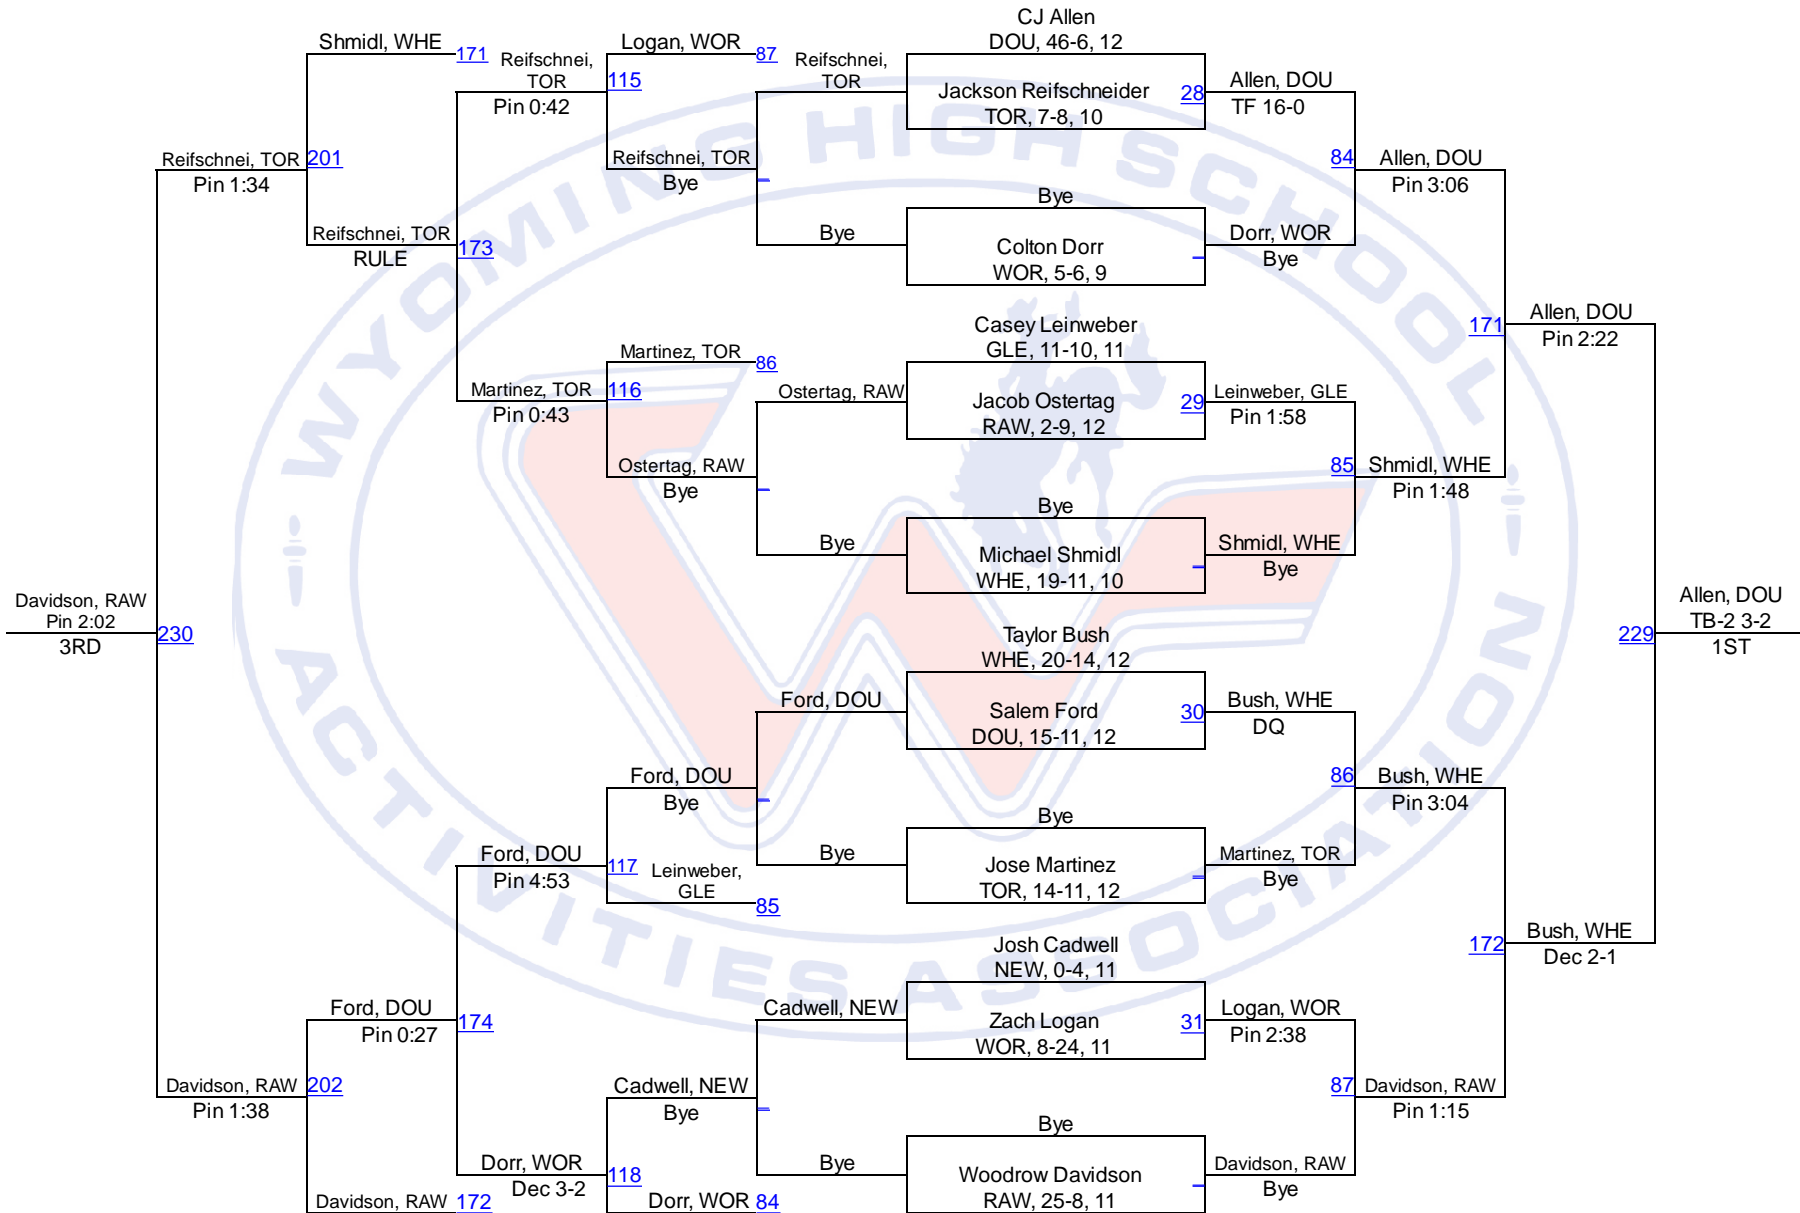 CJ Allen
DOU, 46-6, 12
Shmidl, WHE
171
Reifschnei,
TOR
Pin 0:42
Logan, WOR
87
115
Reifschnei,
TOR
Jackson Reifschneider
TOR, 7-8, 10
28
Allen, DOU
TF 16-0
Reifschnei, TOR
Pin 1:34
201
Reifschnei, TOR
Bye
84
Allen, DOU
Pin 3:06
Bye
Reifschnei, TOR
RULE
173
Bye
Colton Dorr
WOR, 5-6, 9
Dorr, WOR
Bye
Casey Leinweber
GLE, 11-10, 11
171
Allen, DOU
Pin 2:22
Martinez, TOR
86
Martinez, TOR
Pin 0:43
116
Ostertag, RAW
Jacob Ostertag
RAW, 2-9, 12
29
Leinweber, GLE
Pin 1:58
Ostertag, RAW
Bye
85
Shmidl, WHE
Pin 1:48
Bye
Bye
Michael Shmidl
WHE, 19-11, 10
Shmidl, WHE
Bye
Davidson, RAW
Pin 2:02
3RD
230
Taylor Bush
WHE, 20-14, 12
229
Allen, DOU
TB-2 3-2
1ST
Ford, DOU
Salem Ford
DOU, 15-11, 12
30
Bush, WHE
DQ
Ford, DOU
Bye
86
Bush, WHE
Pin 3:04
Bye
Ford, DOU
Pin 4:53
117
Leinweber,
GLE
85
Bye
Jose Martinez
TOR, 14-11, 12
Martinez, TOR
Bye
Josh Cadwell
NEW, 0-4, 11
172
Bush, WHE
Dec 2-1
Ford, DOU
Pin 0:27
174
Cadwell, NEW
Zach Logan
WOR, 8-24, 11
31
Logan, WOR
Pin 2:38
Davidson, RAW
Pin 1:38
202
Cadwell, NEW
Bye
87
Davidson, RAW
Pin 1:15
Bye
Dorr, WOR
Dec 3-2
118
Bye
Woodrow Davidson
RAW, 25-8, 11
Davidson, RAW
Bye
Davidson, RAW
172
Dorr, WOR
84
WYOMING HIGH SCHOOL
ACTIVITIES ASSOCIATION